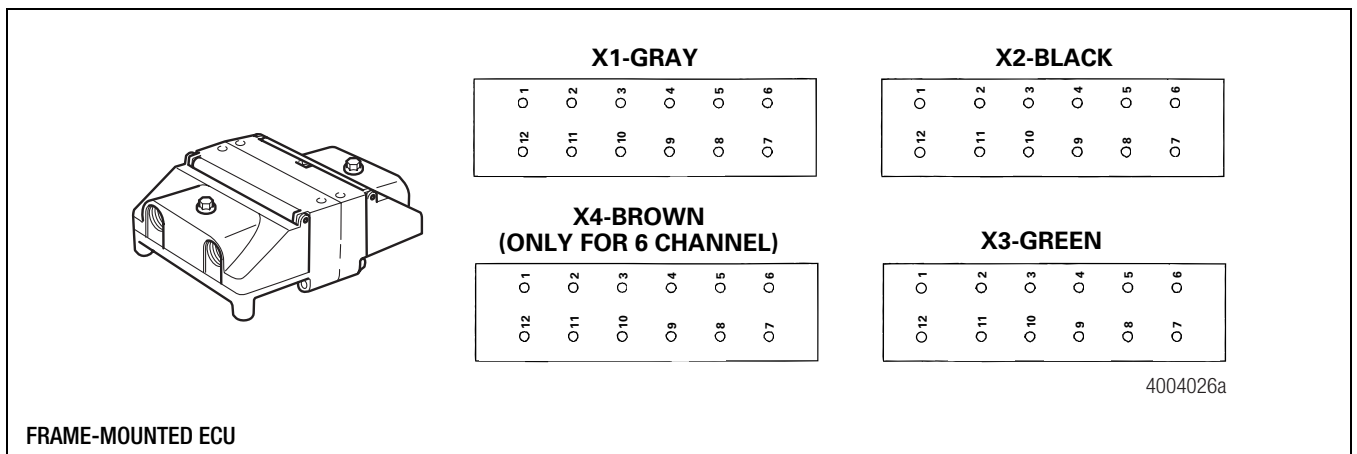 X1-GRAY
1 2 3 4 5 6
12 11 10 9 8 7
X2-BLACK
1 2 3 4 5 6
12 11 10 9 8 7
X4-BROWN
(ONLY FOR 6 CHANNEL)
1 2 3 4 5 6
12 11 10 9 8 7
X3-GREEN
1 2 3 4 5 6
12 11 10 9 8 7
4004026a
FRAME-MOUNTED ECU